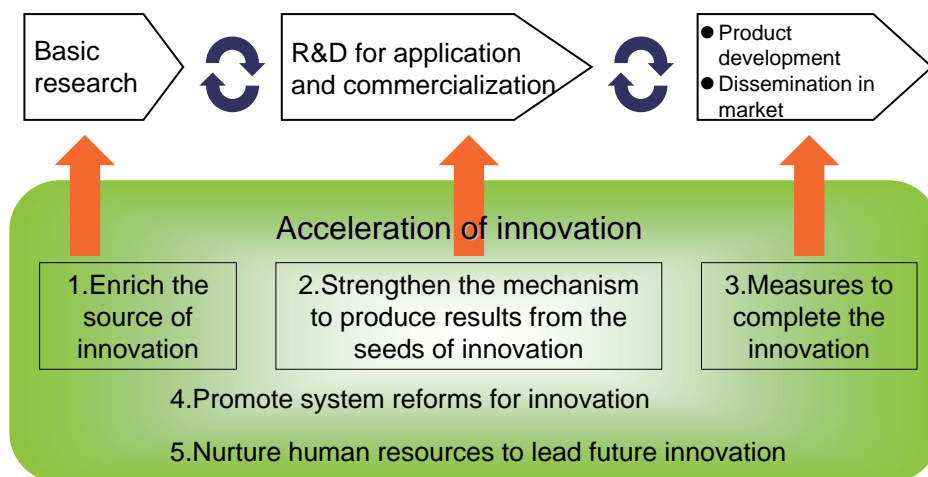 Basic
research
R&D for application
and commercialization
● Product
development
● Dissemination in
market
Acceleration of innovation
1.Enrich the
source of
innovation
2.Strengthen the mechanism
to produce results from the
seeds of innovation
3.Measures to
complete the
innovation
4.Promote system reforms for innovation
5.Nurture human resources to lead future innovation